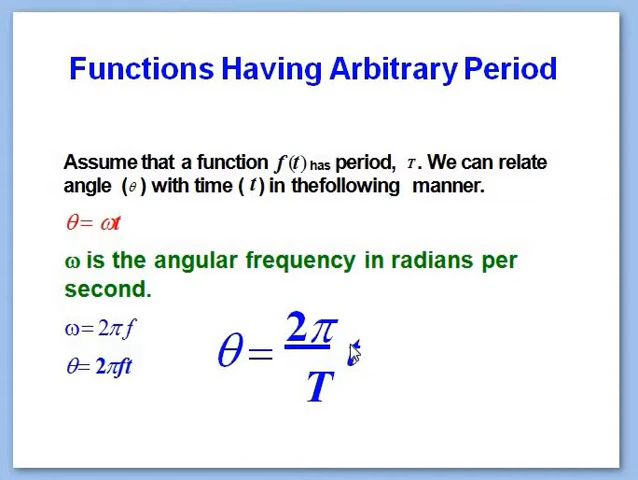 Functions Having Arbitrary Period
Assume that a function f(t) has period, T. We can relate
angle (θ) with time (t) in thefollowing manner.
θ= ωt
ω is the angular frequency in radians per
second.
ω=2πf
θ=2πft
θ= 2π/T t